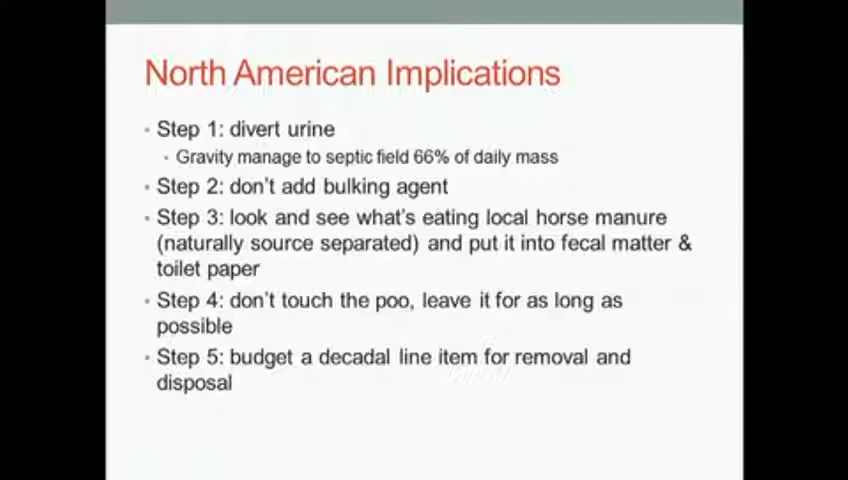 North American Implications
• Step 1: divert urine
• Gravity manage to septic field 66% of daily mass
• Step 2: don't add bulking agent
• Step 3: look and see what's eating local horse manure
(naturally source separated) and put it into fecal matter &
toilet paper
• Step 4: don't touch the poo, leave it for as long as
possible
• Step 5: budget a decadal line item for removal and
disposal